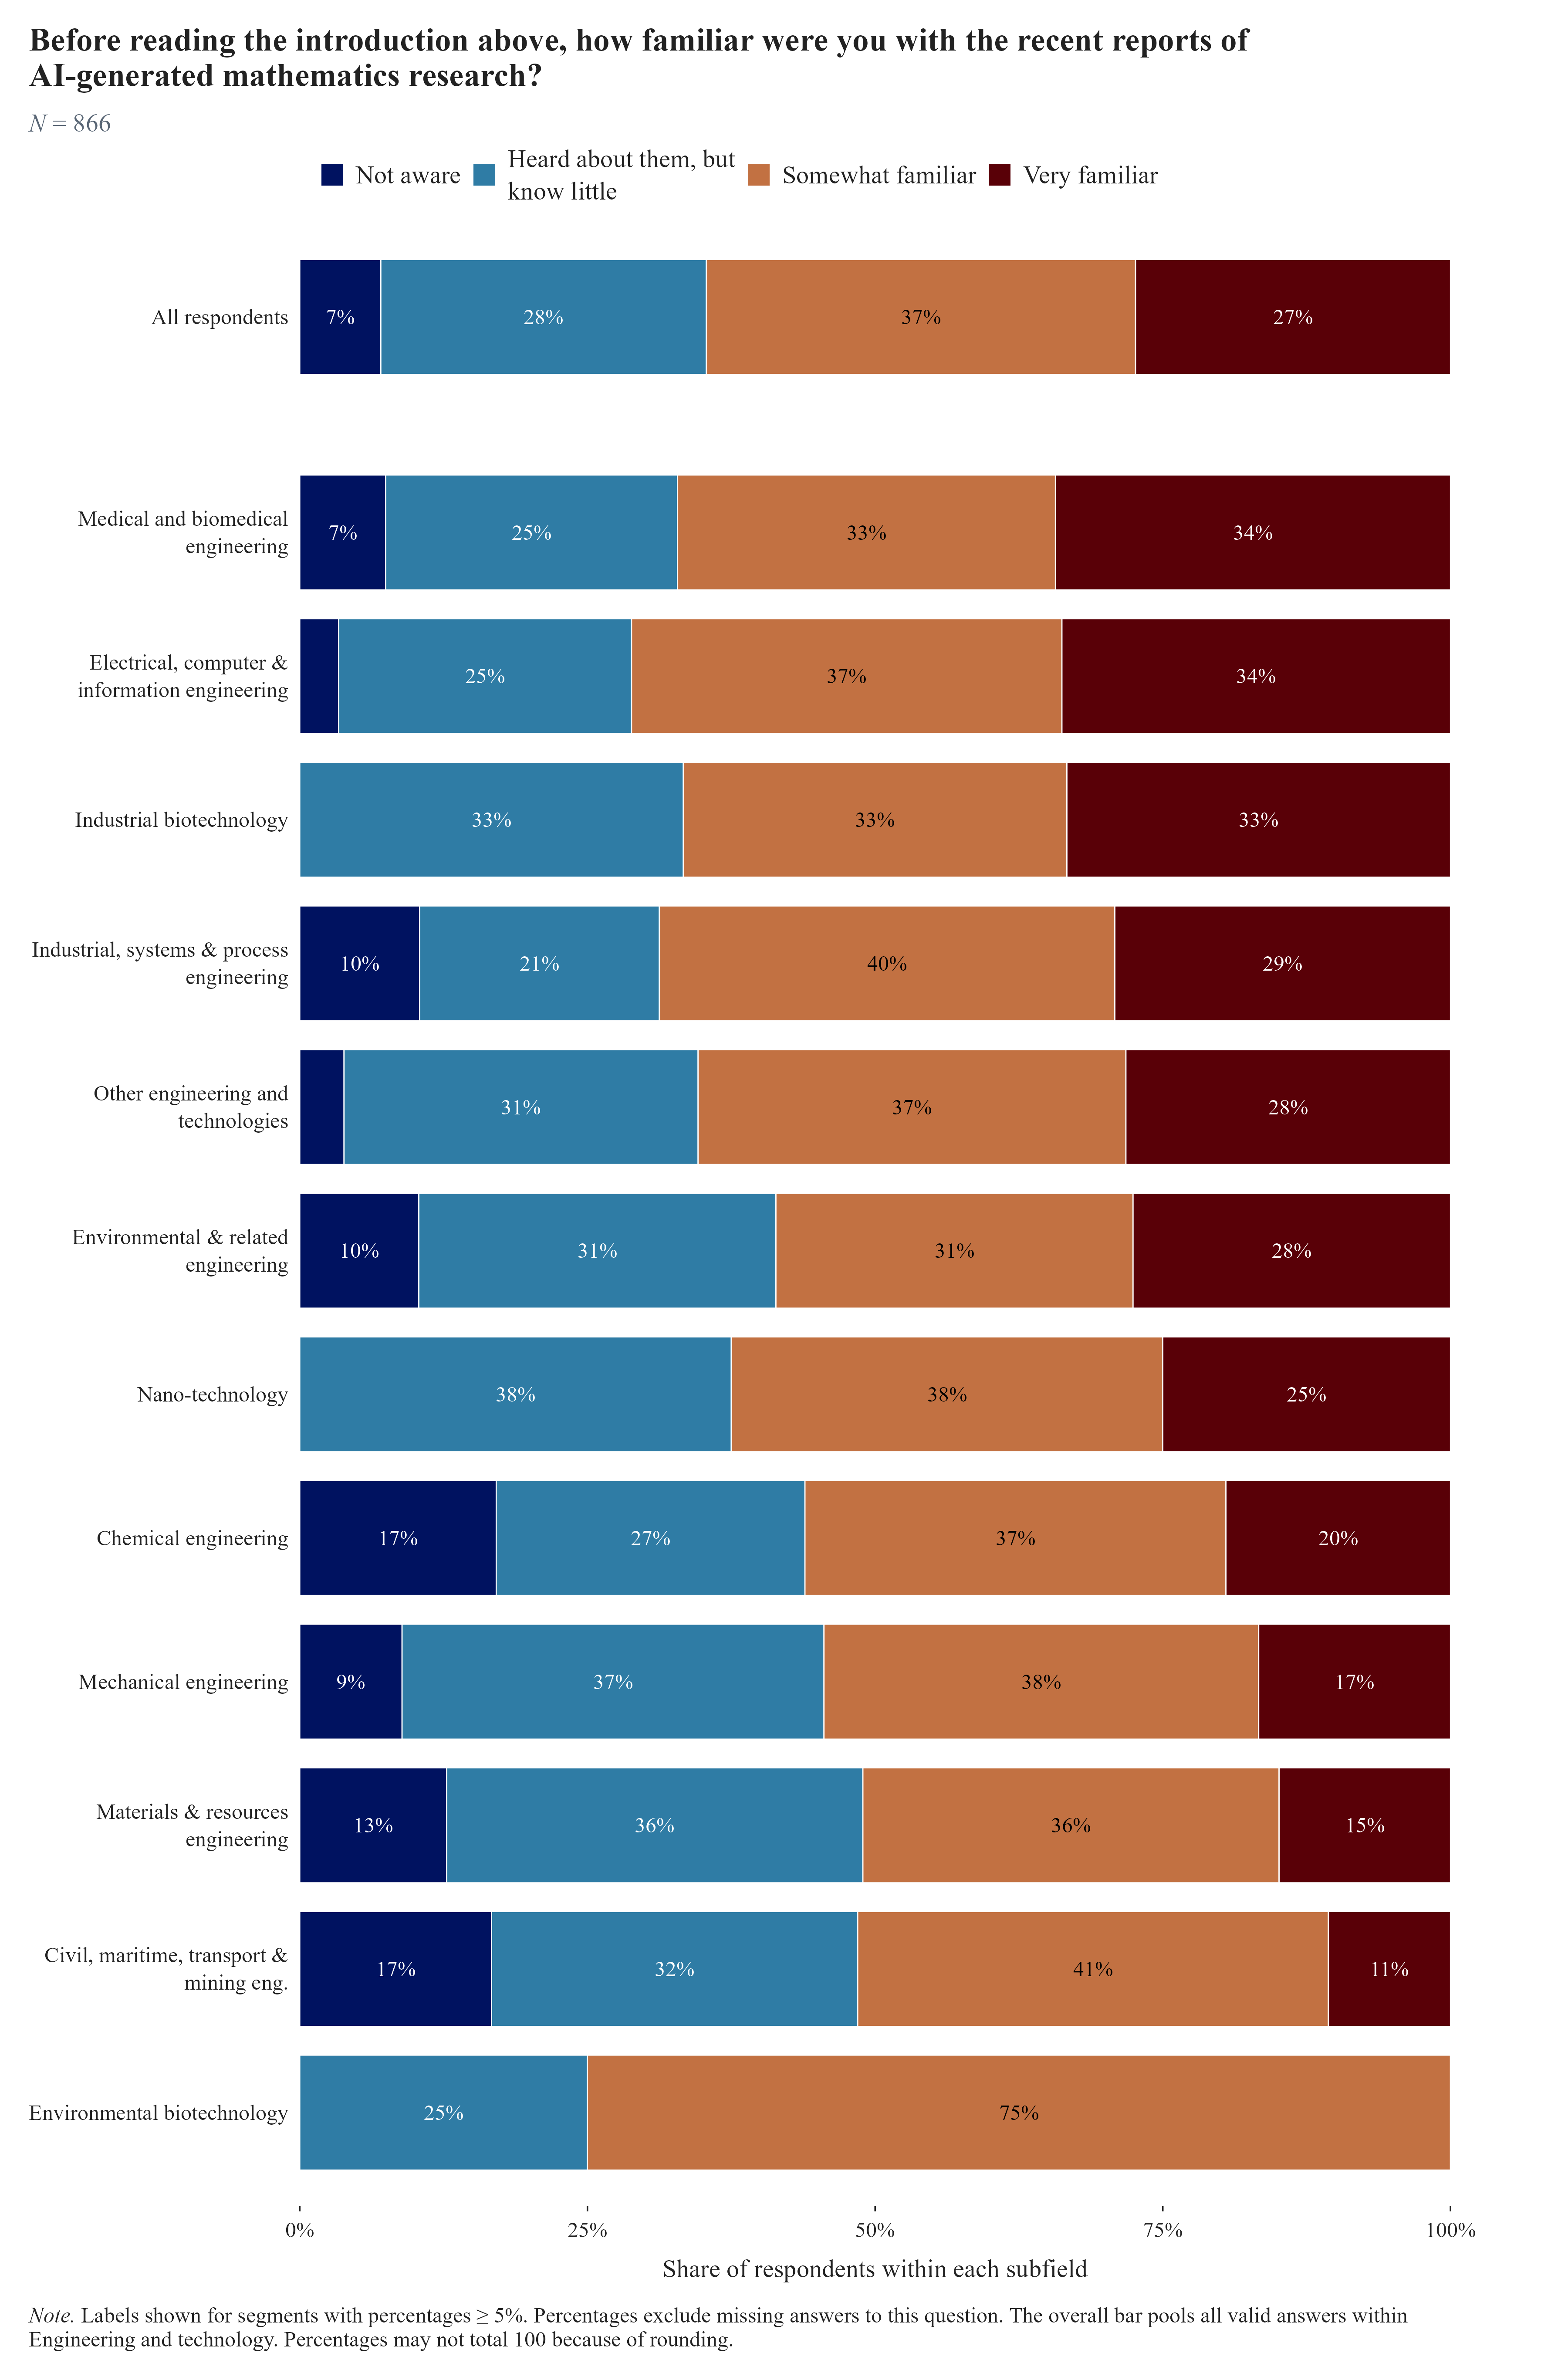 Before reading the introduction above, how familiar were you with the recent reports of
AI-generated mathematics research?
N = 866
Not aware
Heard about them, but
know little
Somewhat familiar
Very familiar
All respondents
7%
28%
37%
27%
Medical and biomedical
engineering
7%
25%
33%
34%
Electrical, computer &
information engineering
25%
37%
34%
Industrial biotechnology
33%
33%
33%
Industrial, systems & process
engineering
10%
21%
40%
29%
Other engineering and
technologies
31%
37%
28%
Environmental & related
engineering
10%
31%
31%
28%
Nano-technology
38%
38%
25%
Chemical engineering
17%
27%
37%
20%
Mechanical engineering
9%
37%
38%
17%
Materials & resources
engineering
13%
36%
36%
15%
Civil, maritime, transport &
mining eng.
17%
32%
41%
11%
Environmental biotechnology
25%
75%
0%
25%
50%
75%
100%
Share of respondents within each subfield
Note. Labels shown for segments with percentages ≥ 5%. Percentages exclude missing answers to this question. The overall bar pools all valid answers within
Engineering and technology. Percentages may not total 100 because of rounding.